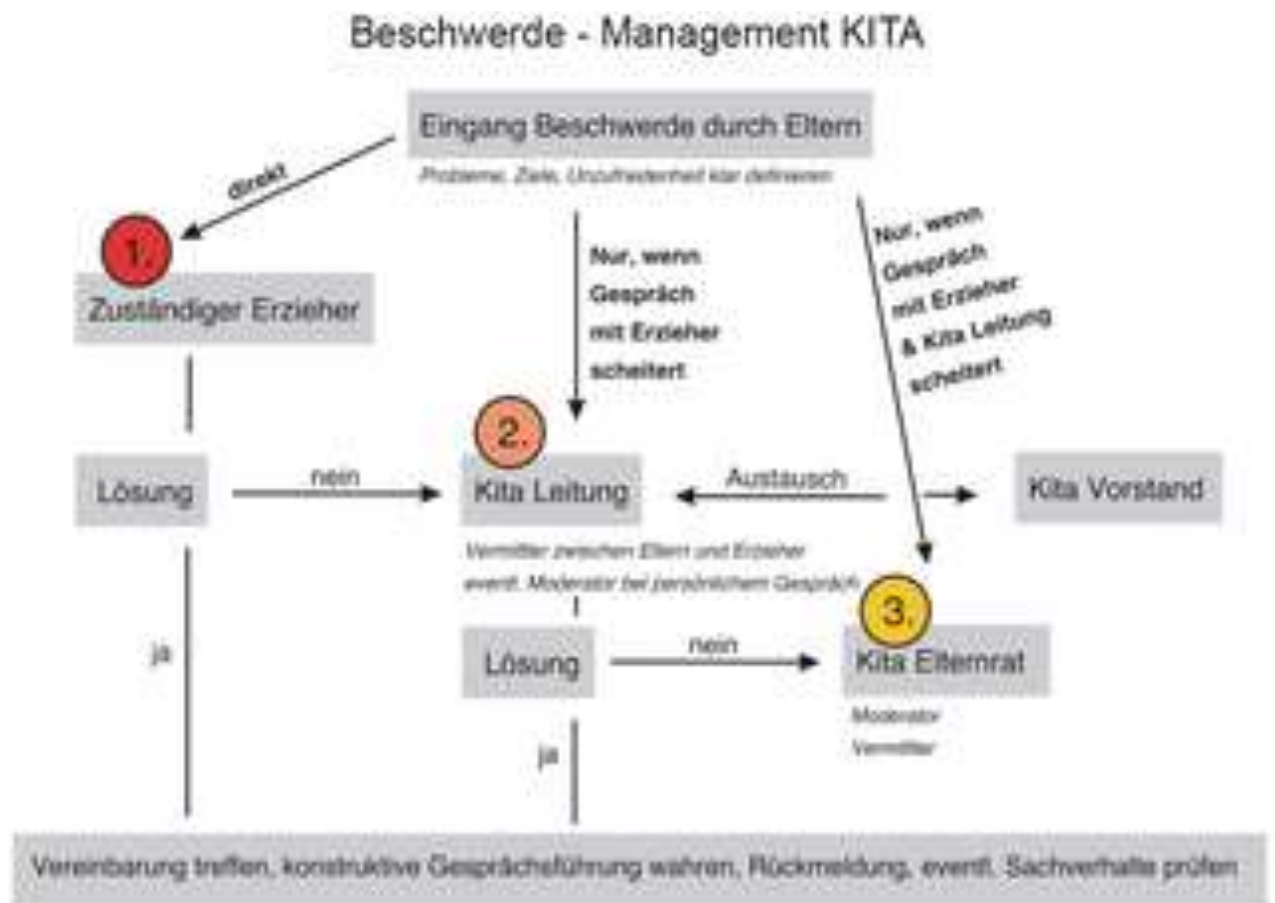 Beschwerde - Management KITA
Eingang Beschwerde durch Eltern
Probleme, Ziele, Unzufriedenheit klar definieren
direkt
1.
Zuständiger Erzieher
Nur, wenn
Gespräch
mit Erzieher
scheitert
Nur, wenn
Gespräch
mit Erzieher
& Kita Leitung
scheitert
Lösung
nein
2.
Kita Leitung
Austausch
Kita Vorstand
Vermittler zwischen Eltern und Erzieher
eventl. Moderator bei persönlichem Gespräch
ja
Lösung
nein
3.
Kita Elternrat
Moderator
Vermittler
ja
Vereinbarung treffen, konstruktive Gesprächsführung wahren, Rückmeldung, eventl. Sachverhalte prüfen